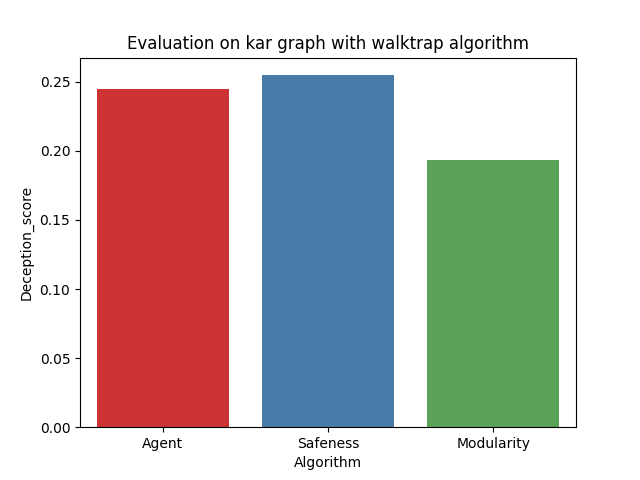 Evaluation on kar graph with walktrap algorithm
Deception_score
0.25
0.20
0.15
0.10
0.05
0.00
Agent
Safeness
Modularity
Algorithm